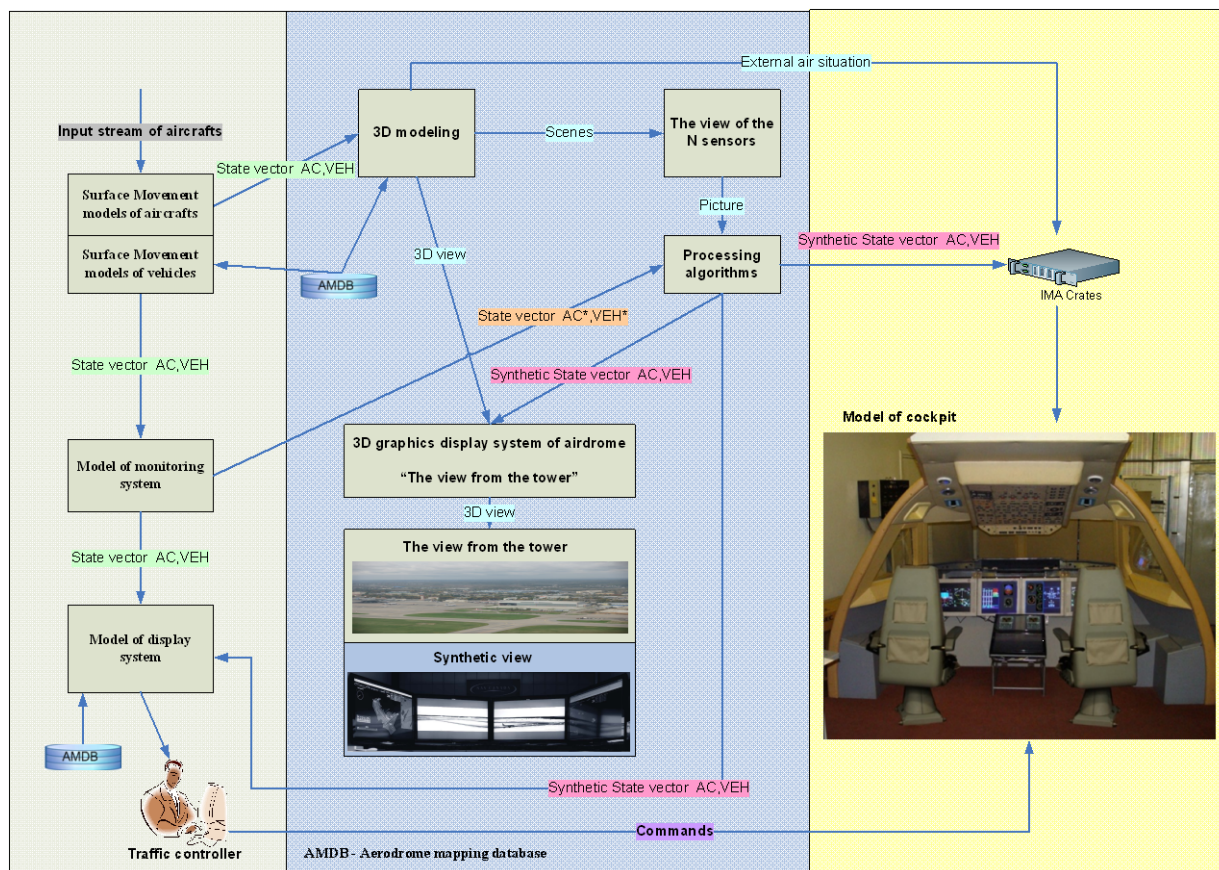 External air situation
Input stream of aircrafts
3D modeling
Scenes
The view of the
N sensors
State vector AC,VEH
Surface Movement
models of aircrafts
Picture
Surface Movement
models of vehicles
3D view
AMDB
Processing
algorithms
Synthetic State vector AC,VEH
IMA Crates
State vector AC*,VEH*
State vector AC,VEH
Synthetic State vector AC,VEH
Model of cockpit
3D graphics display system of airdrome
"The view from the tower"
Model of monitoring
system
3D view
The view from the tower
State vector AC,VEH
Model of display
system
Synthetic view
AMDB
Synthetic State vector AC,VEH
Commands
Traffic controller
AMDB - Aerodrome mapping database